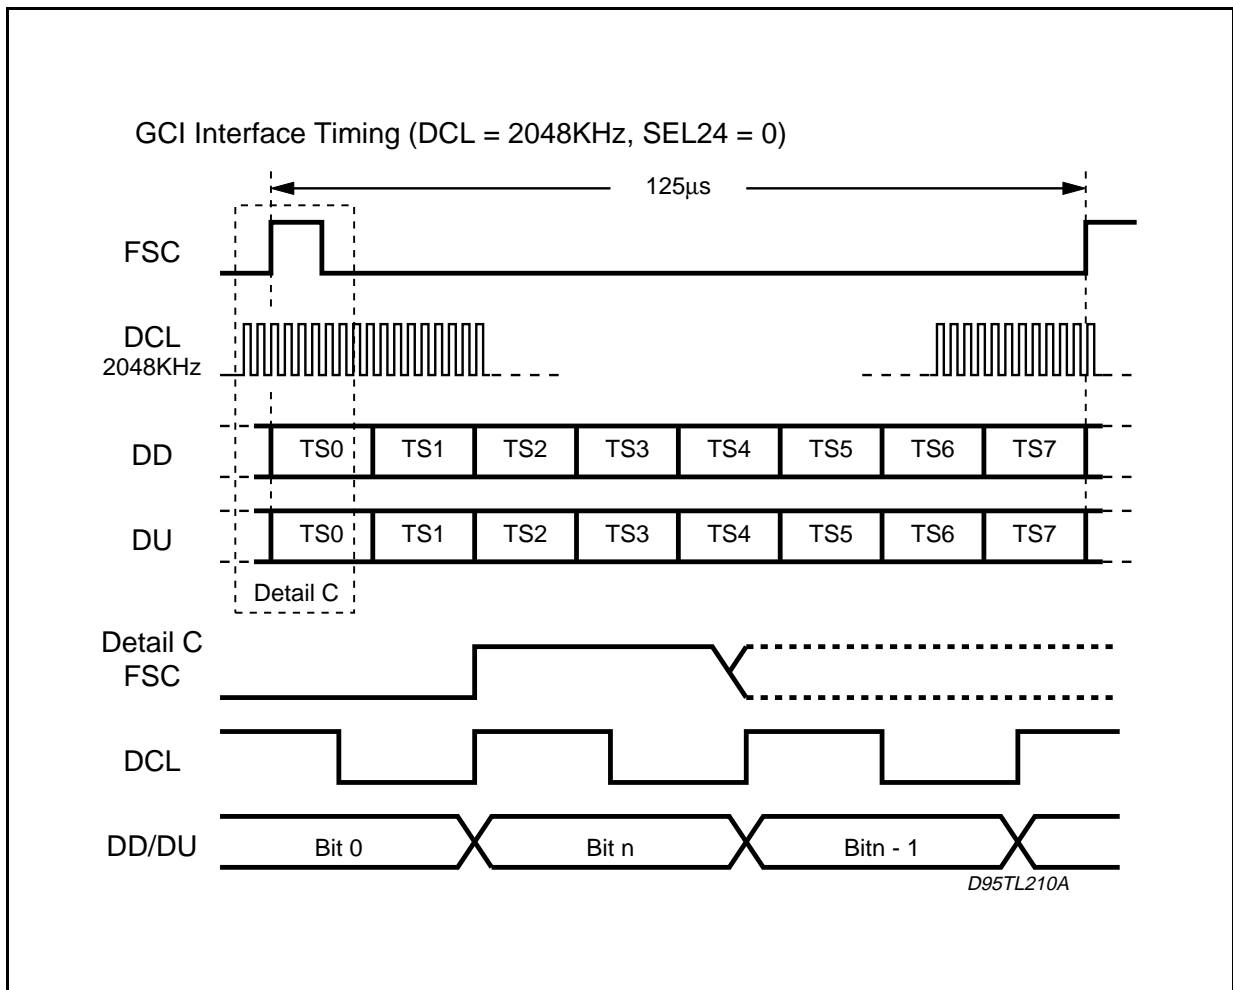 GCI Interface Timing (DCL = 2048KHz, SEL24 = 0)
125μs
FSC
DCL
2048KHz
DD
TS0 TS1 TS2 TS3 TS4 TS5 TS6 TS7
DU
TS0 TS1 TS2 TS3 TS4 TS5 TS6 TS7
Detail C
Detail C
FSC
DCL
DD/DU
Bit 0 Bit n Bitn - 1
D95TL210A